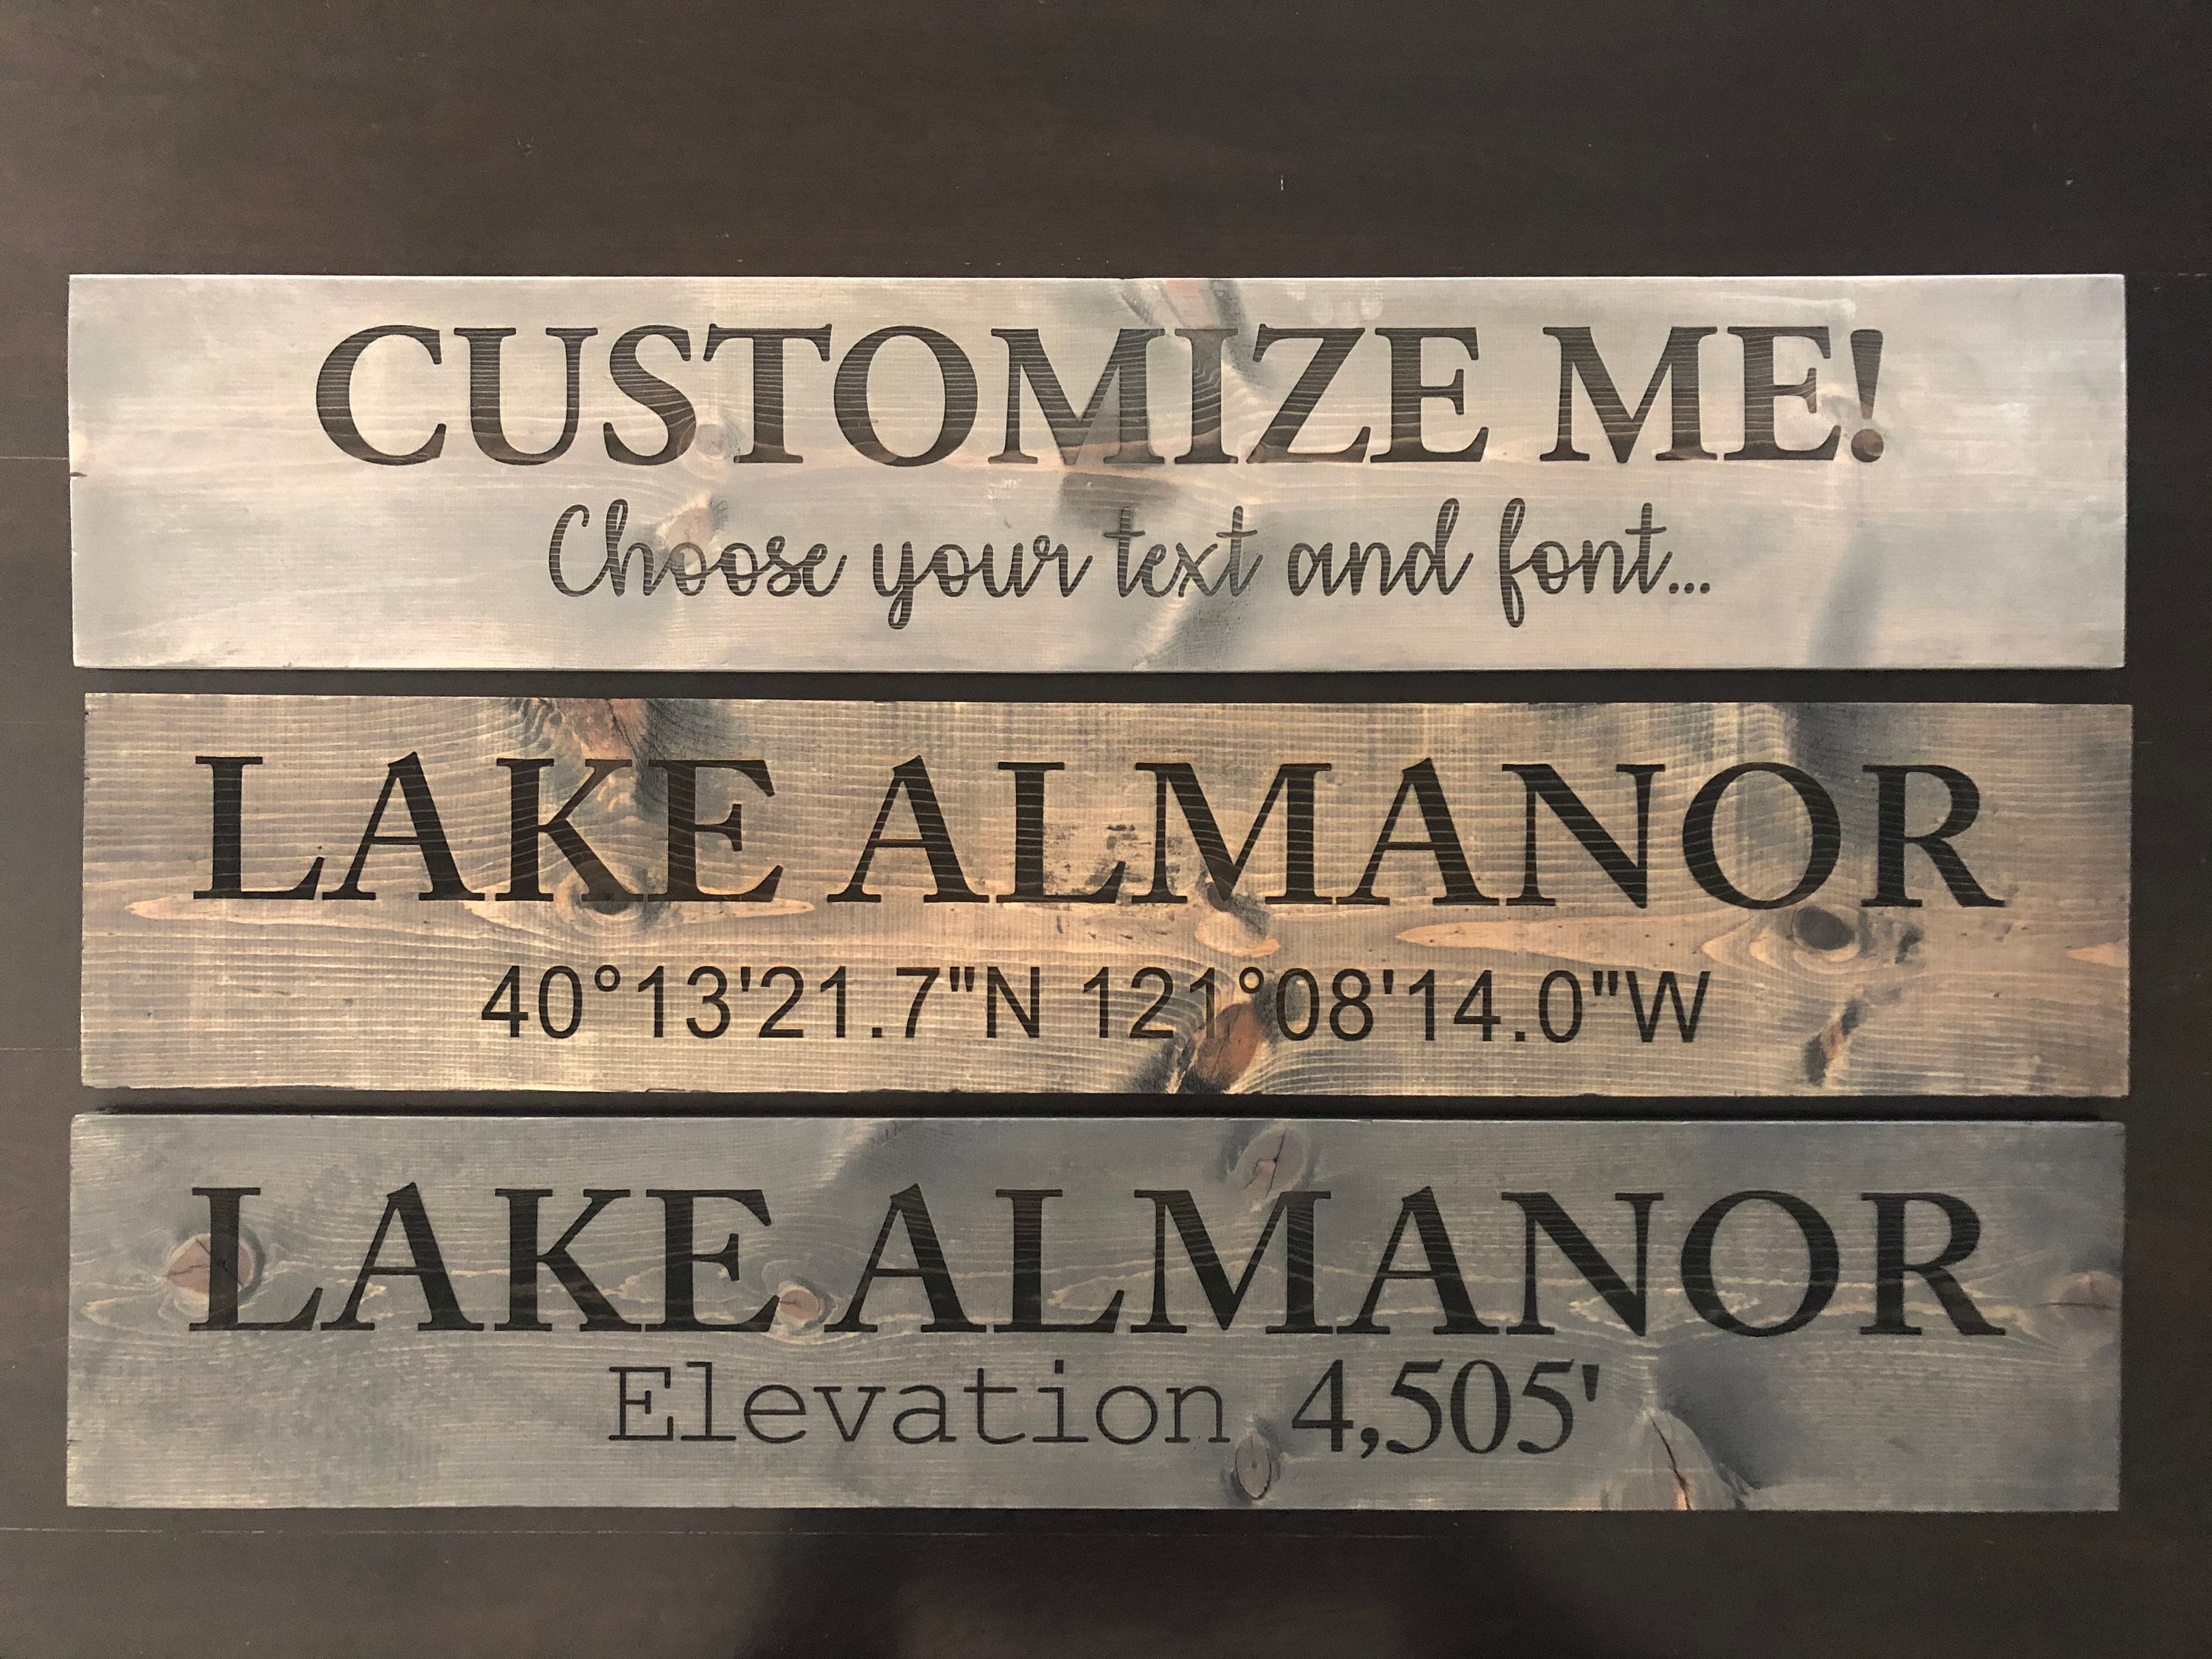 CUSTOMIZE ME!
Choose your text and font...
LAKE ALMANOR
40°13'21.7"N 121°08'14.0"W
LAKE ALMANOR
Elevation 4,505'